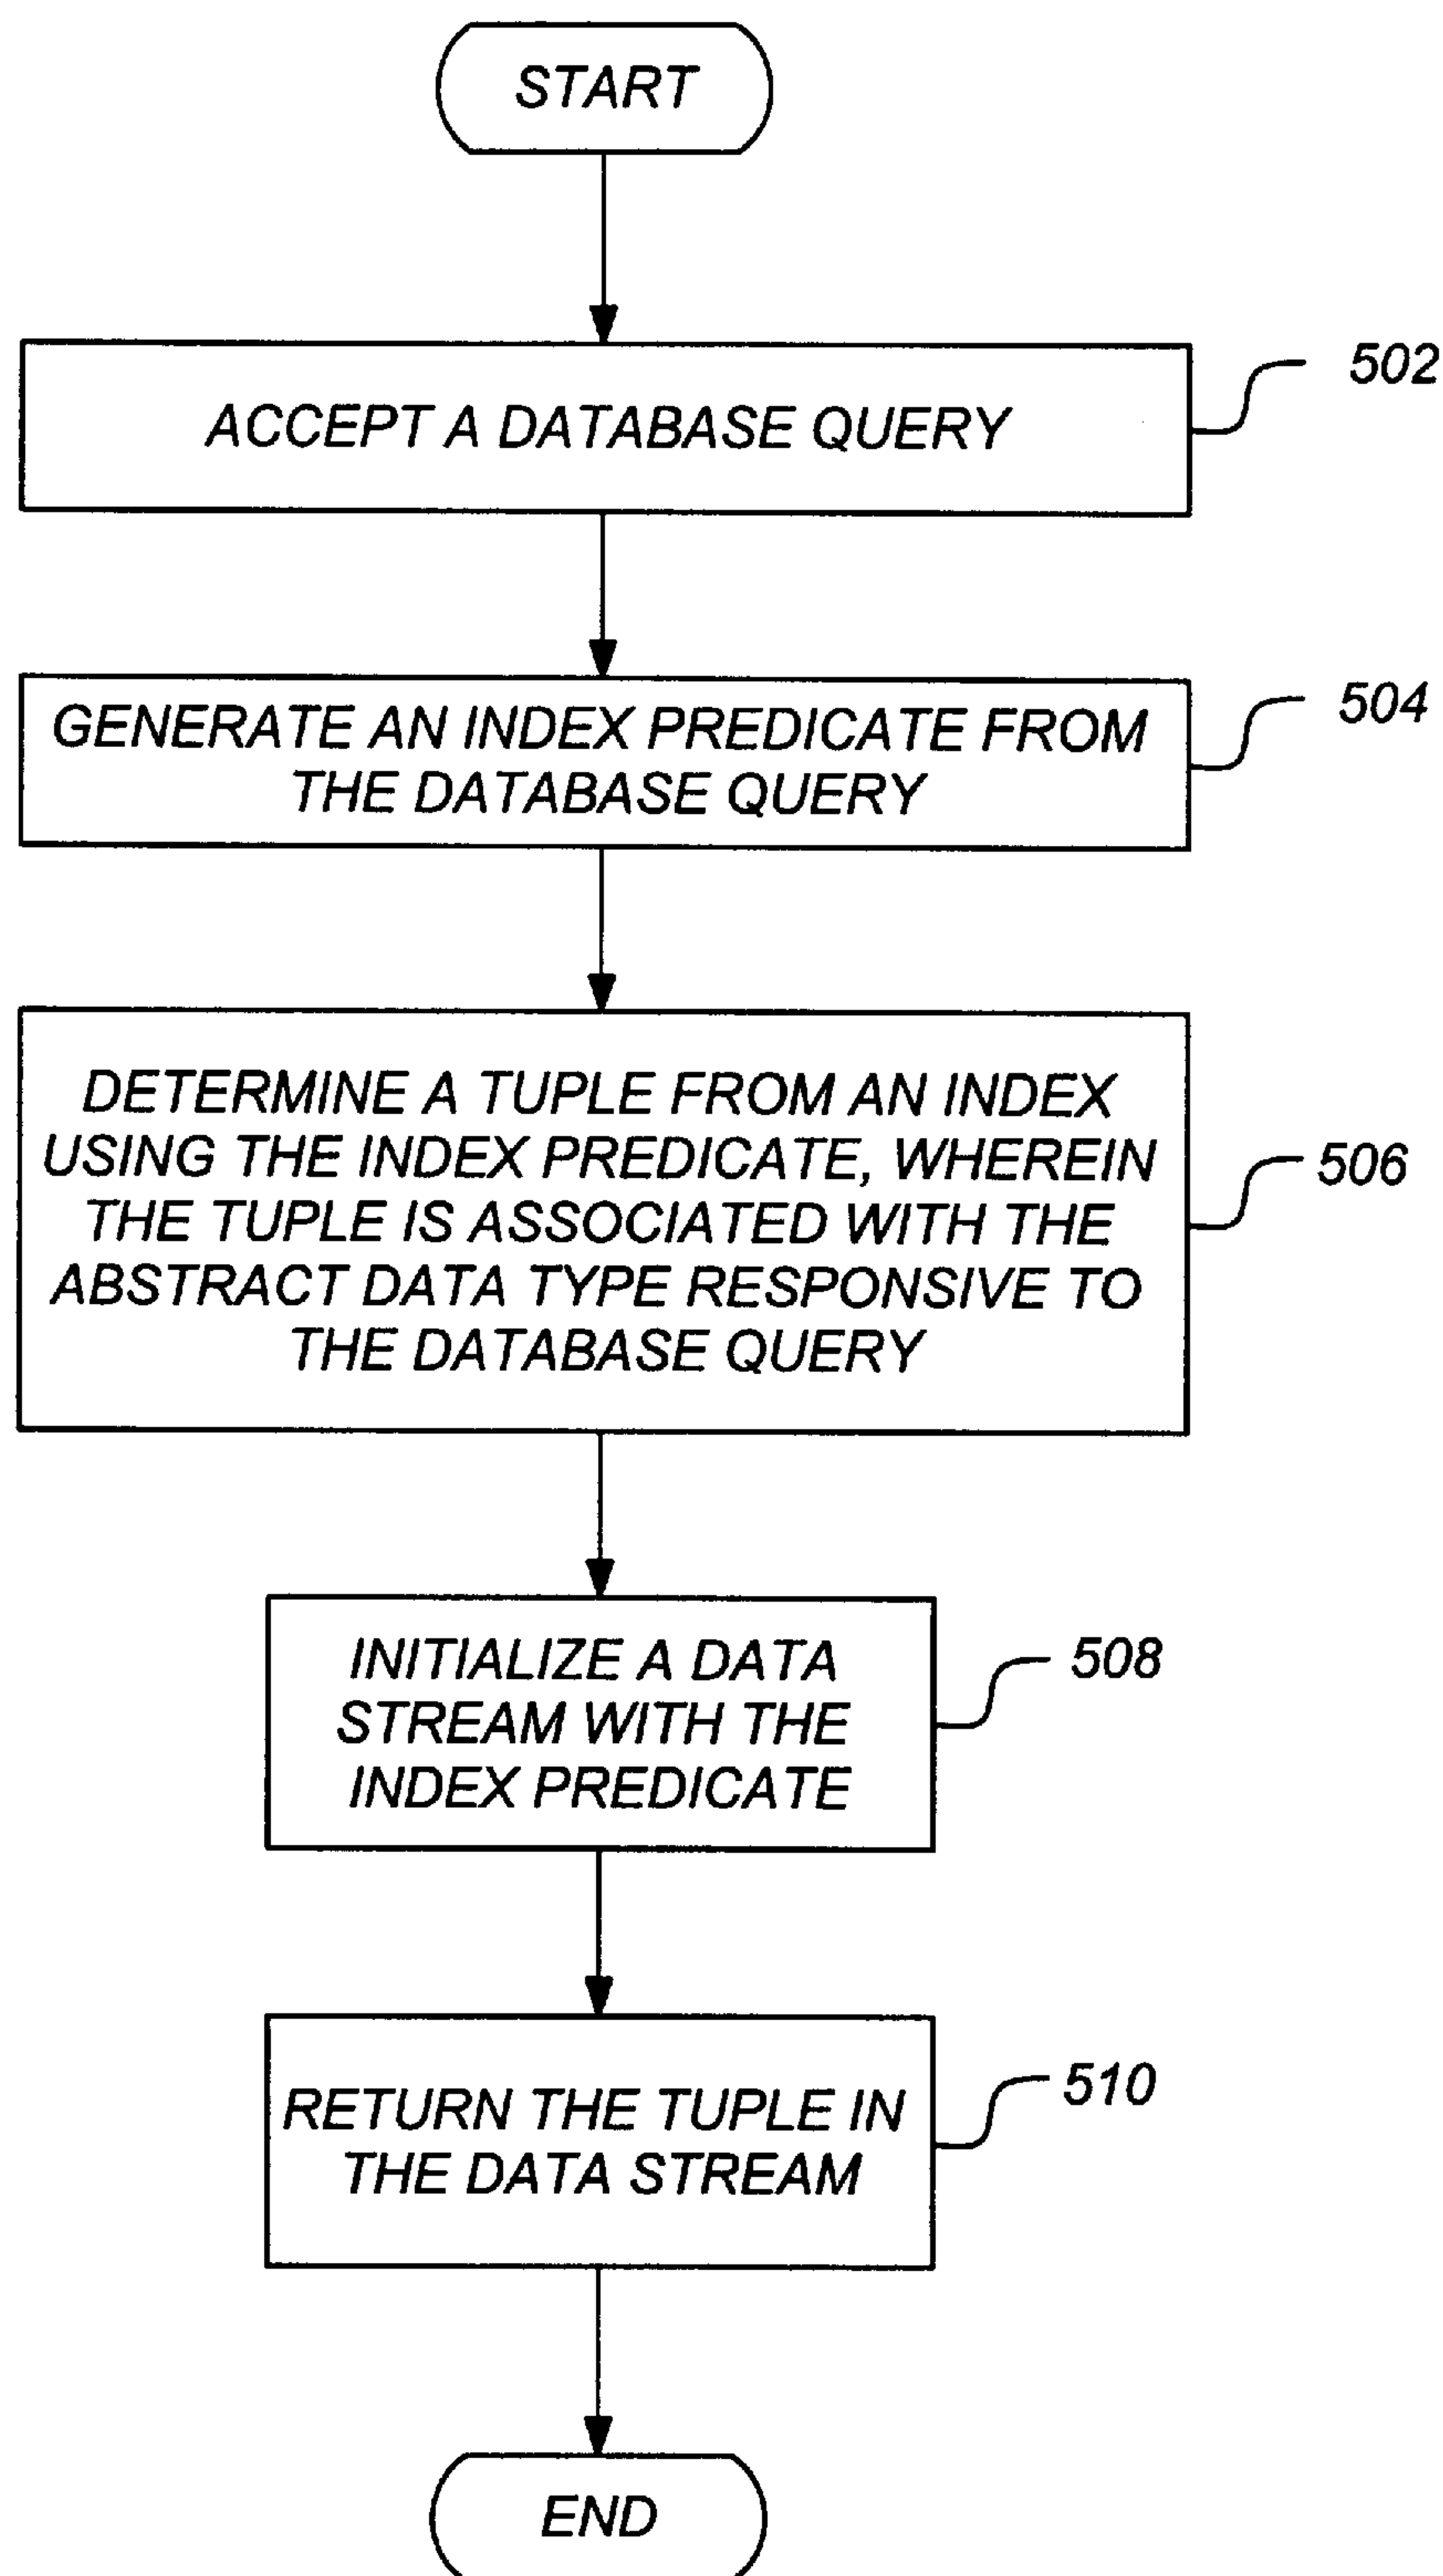 START
502
ACCEPT A DATABASE QUERY
504
GENERATE AN INDEX PREDICATE FROM
THE DATABASE QUERY
506
DETERMINE A TUPLE FROM AN INDEX
USING THE INDEX PREDICATE, WHEREIN
THE TUPLE IS ASSOCIATED WITH THE
ABSTRACT DATA TYPE RESPONSIVE TO
THE DATABASE QUERY
508
INITIALIZE A DATA
STREAM WITH THE
INDEX PREDICATE
510
RETURN THE TUPLE IN
THE DATA STREAM
END